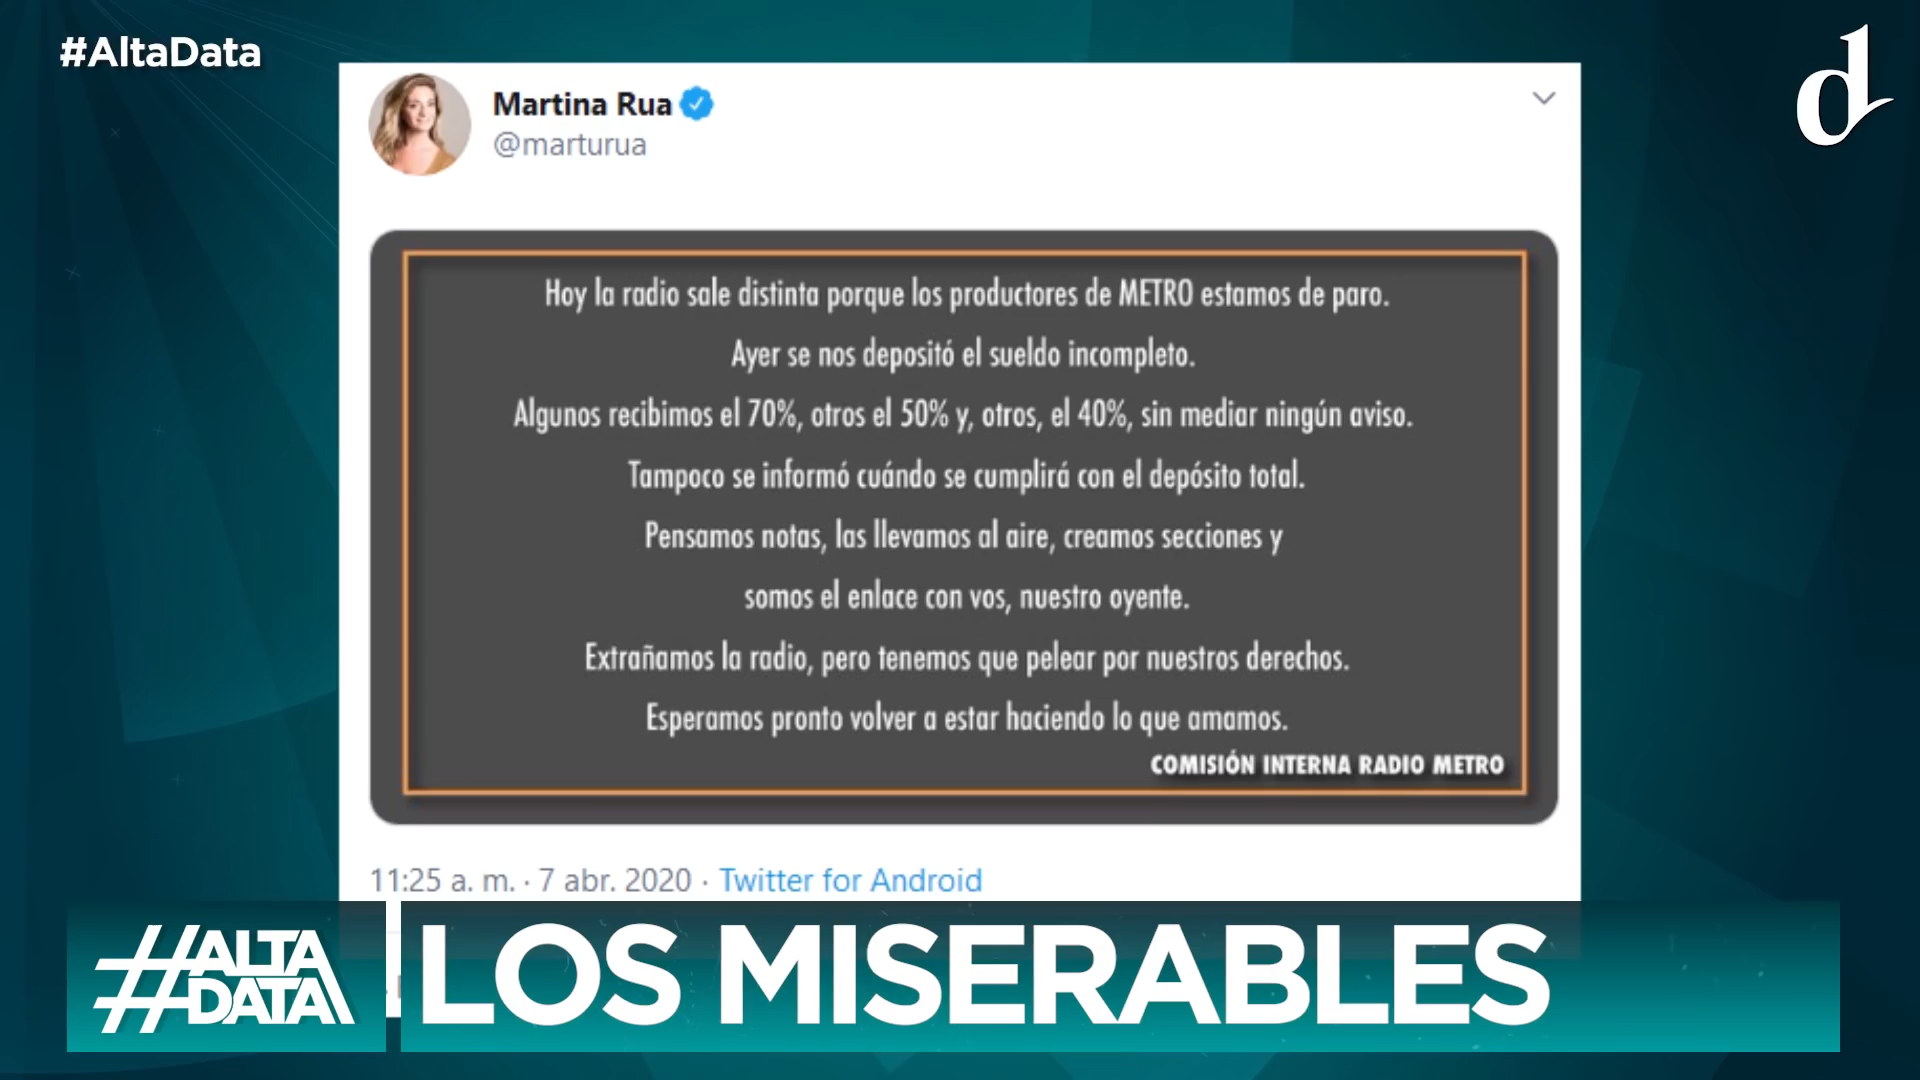 #AltaData
d
Martina Rua
@marturua
Hoy la radio sale distinta porque los productores de METRO estamos de paro.
Ayer se nos depositó el sueldo incompleto.
Algunos recibimos el 70%, otros el 50% y, otros, el 40%, sin mediar ningún aviso.
Tampoco se informó cuándo se cumplirá con el depósito total.
Pensamos notas, las llevamos al aire, creamos secciones y
somos el enlace con vos, nuestro oyente.
Extrañamos la radio, pero tenemos que pelear por nuestros derechos.
Esperamos pronto volver a estar haciendo lo que amamos.
COMISIÓN INTERNA RADIO METRO
11:25 a. m. · 7 abr. 2020 · Twitter for Android
#ALTA
DATA
LOS MISERABLES